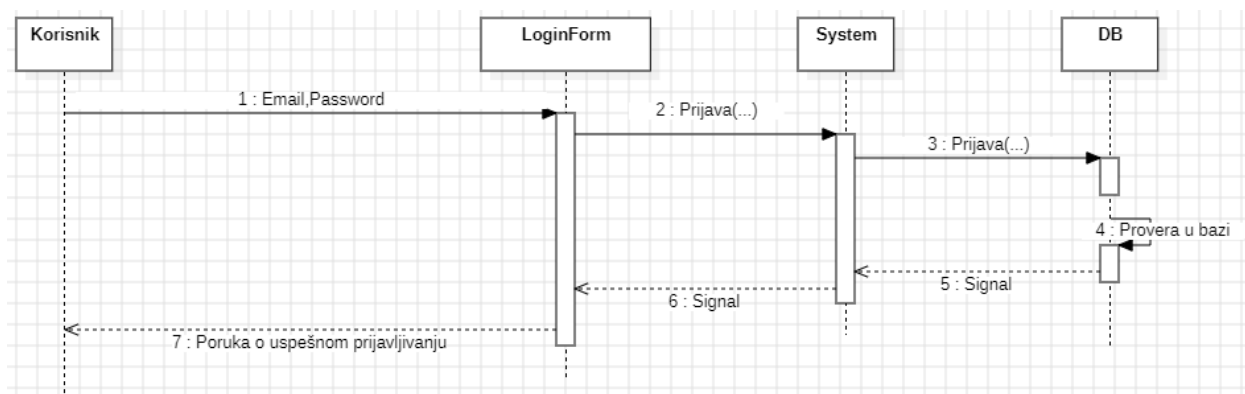 Korisnik
LoginForm
System
DB
1 : Email,Password
2 : Prijava(...)
3 : Prijava(...)
4 : Provera u bazi
5 : Signal
6 : Signal
7 : Poruka o uspešnom prijavljivanju